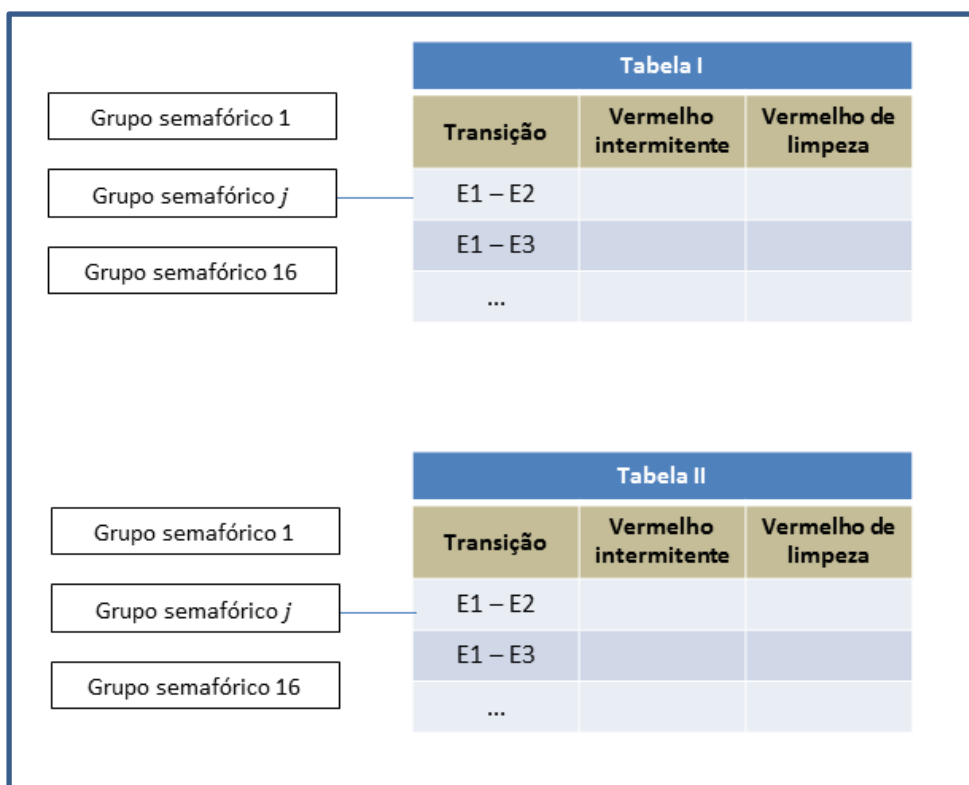 Tabela I
Grupo semafórico 1
Transição
Vermelho
intermitente
Vermelho de
limpeza
Grupo semafórico j
E1 – E2
E1 – E3
Grupo semafórico 16
...
Tabela II
Grupo semafórico 1
Transição
Vermelho
intermitente
Vermelho de
limpeza
Grupo semafórico j
E1 – E2
E1 – E3
Grupo semafórico 16
...